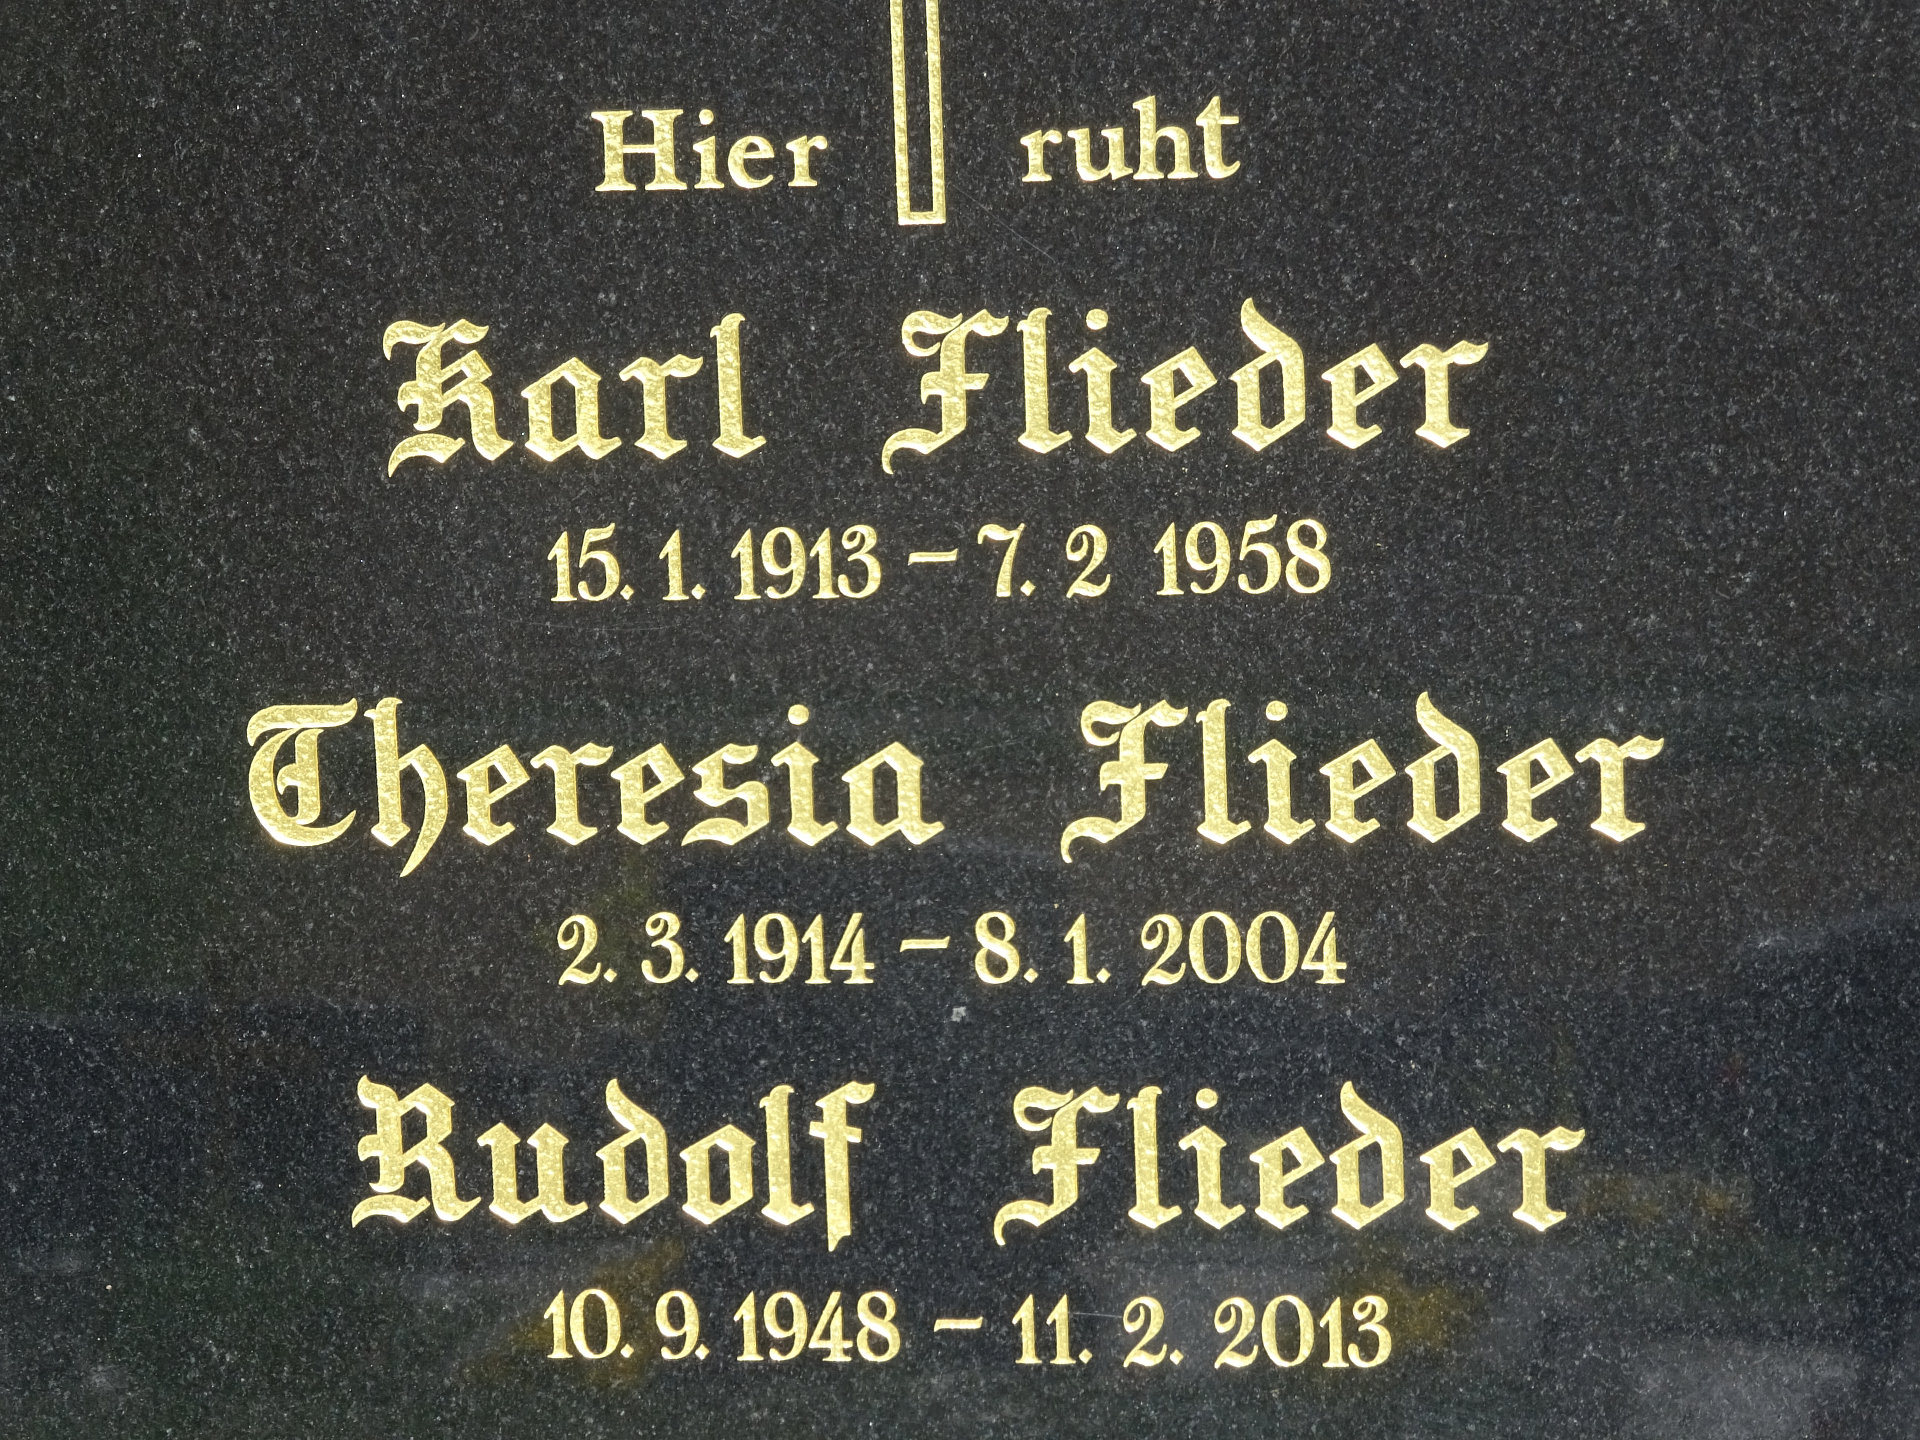 Hier ruht
Karl Flieder
15. 1. 1913 – 7. 2 1958
Theresia Flieder
2. 3. 1914 – 8. 1. 2004
Rudolf Flieder
10. 9. 1948 – 11. 2. 2013